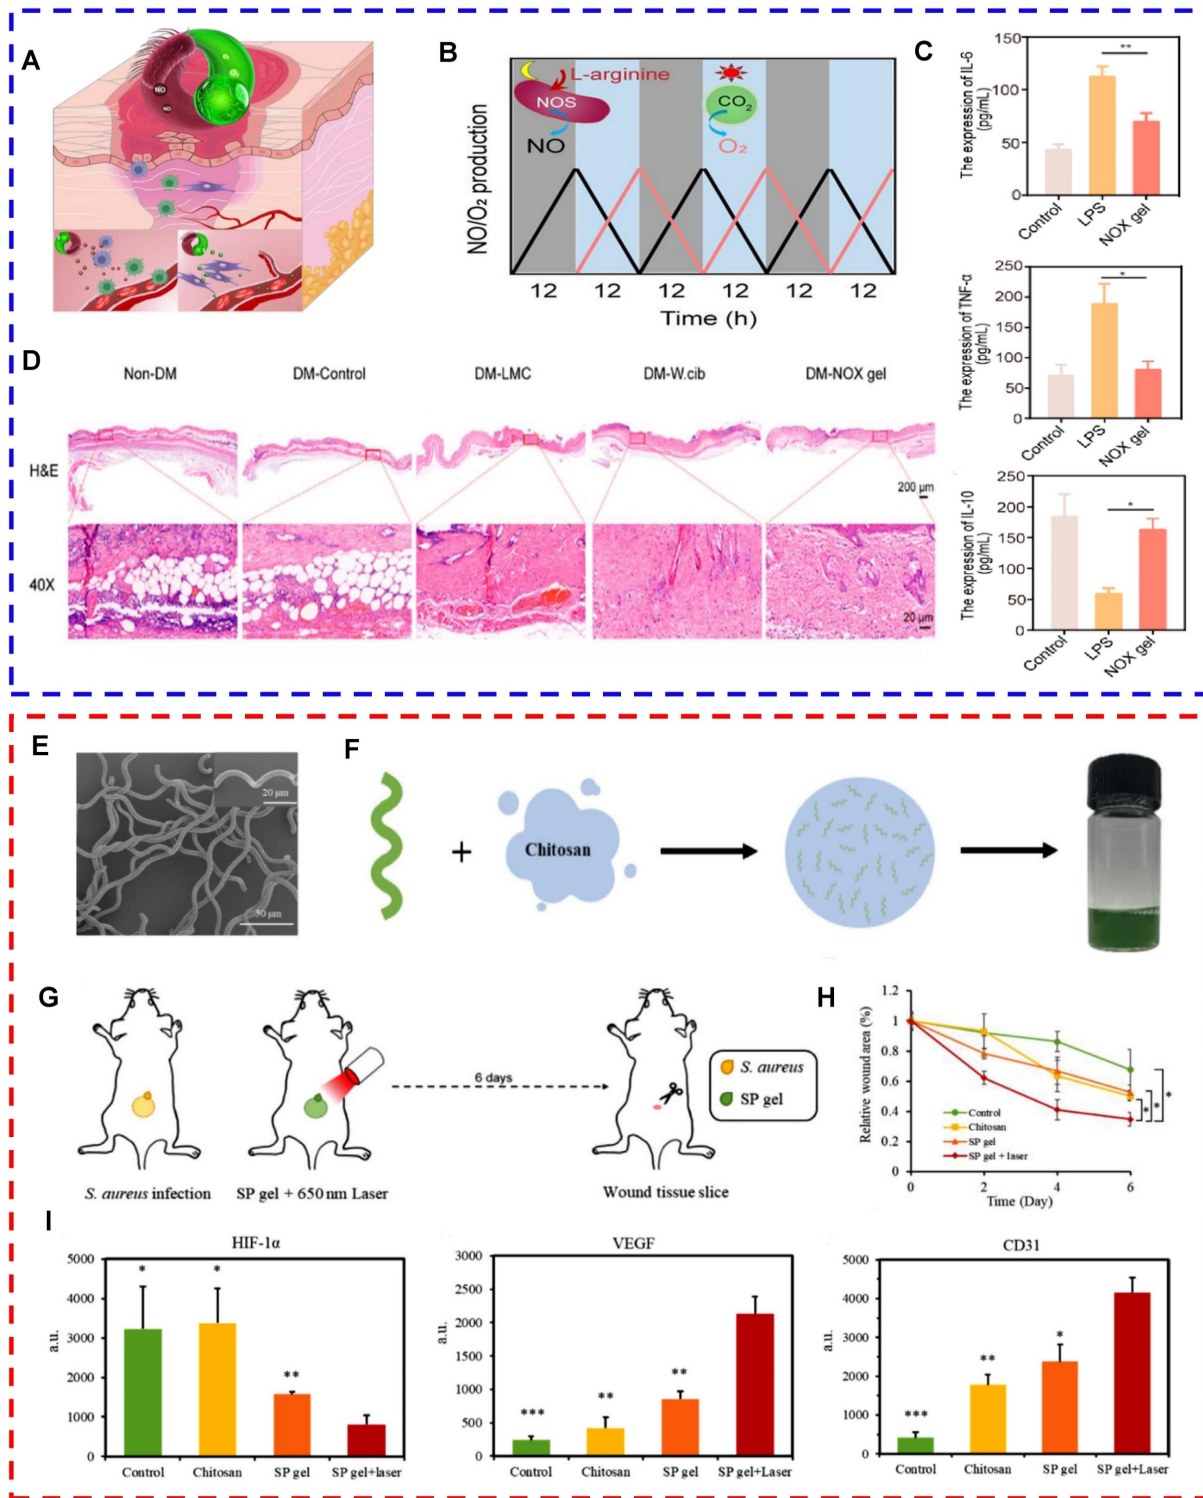 A
NO
NO
B
L-arginine
NOS
NO
CO₂
O₂
NO/O₂ production
12 12 12 12 12 12
Time (h)
C
The expression of IL-6
(pg/mL)
150
100
50
0
**
Control
LPS
NOX gel
The expression of TNF-α
(pg/mL)
250
200
150
100
50
0
*
Control
LPS
NOX gel
The expression of IL-10
(pg/mL)
250
200
150
100
50
0
*
Control
LPS
NOX gel
D
Non-DM DM-Control DM-LMC DM-W.cib DM-NOX gel
H&E
200 µm
40X
20 µm
E
20 µm
50 µm
F
+
Chitosan
G
6 days
S. aureus
SP gel
S. aureus infection
SP gel + 650 nm Laser
Wound tissue slice
H
Relative wound area (%)
1.2
1
0.8
0.6
0.4
0.2
0
Control
Chitosan
SP gel
SP gel + laser
* * *
0 2 4 6
Time (Day)
I
HIF-1α
a.u.
5000
4000
3000
2000
1000
0
* * **
Control Chitosan SP gel SP gel+laser
VEGF
a.u.
3000
2500
2000
1500
1000
500
0
*** ** **
Control Chitosan SP gel SP gel+Laser
CD31
a.u.
5000
4000
3000
2000
1000
0
*** ** *
Control Chitosan SP gel SP gel+Laser